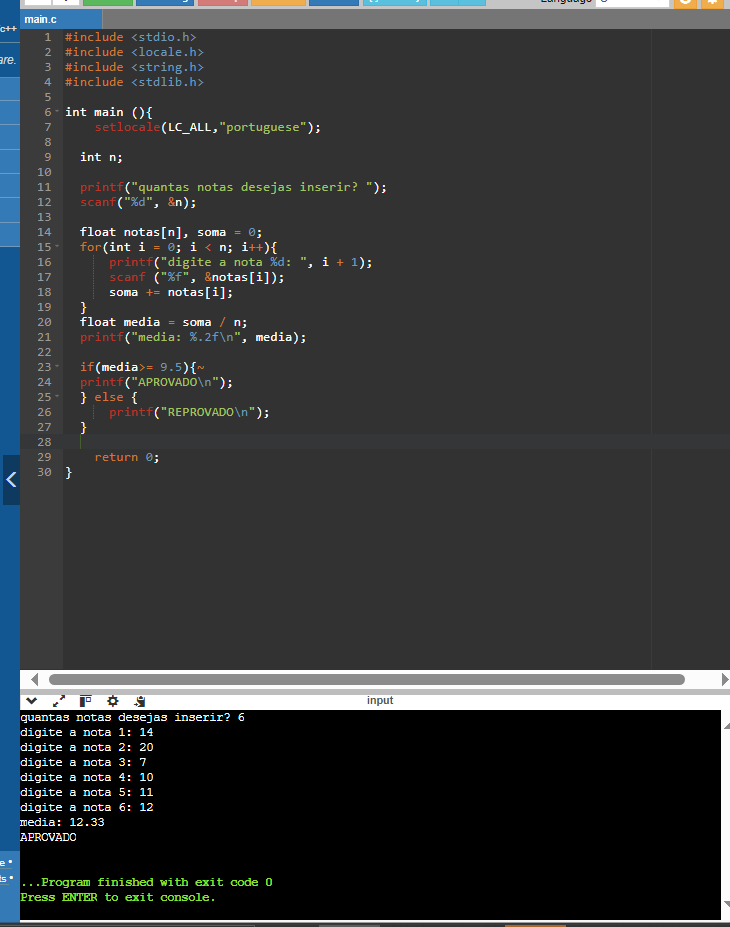 Language
main.c
c++
are.
1 #include <stdio.h>
2 #include <locale.h>
3 #include <string.h>
4 #include <stdlib.h>
5
6 int main (){
7 setlocale(LC_ALL,"portuguese");
8
9 int n;
10
11 printf("quantas notas desejas inserir? ");
12 scanf("%d", &n);
13
14 float notas[n], soma = 0;
15 for(int i = 0; i < n; i++){
16 printf("digite a nota %d: ", i + 1);
17 scanf ("%f", &notas[i]);
18 soma += notas[i];
19 }
20 float media = soma / n;
21 printf("media: %.2f\n", media);
22
23 if(media>= 9.5){~
24 printf("APROVADO\n");
25 } else {
26 printf("REPROVADO\n");
27 }
28
29 return 0;
30 }
input
quantas notas desejas inserir? 6
digite a nota 1: 14
digite a nota 2: 20
digite a nota 3: 7
digite a nota 4: 10
digite a nota 5: 11
digite a nota 6: 12
media: 12.33
APROVADO
e •
ts •
...Program finished with exit code 0
Press ENTER to exit console.